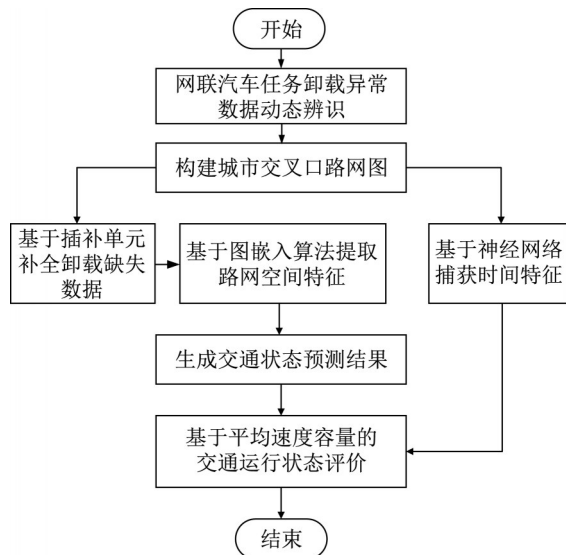 开始
网联汽车任务卸载异常
数据动态辨识
构建城市交叉口路网图
基于插补单元
补全卸载缺失
数据
基于图嵌入算法提取
路网空间特征
基于神经网络
捕获时间特征
生成交通状态预测结果
基于平均速度容量的
交通运行状态评价
结束